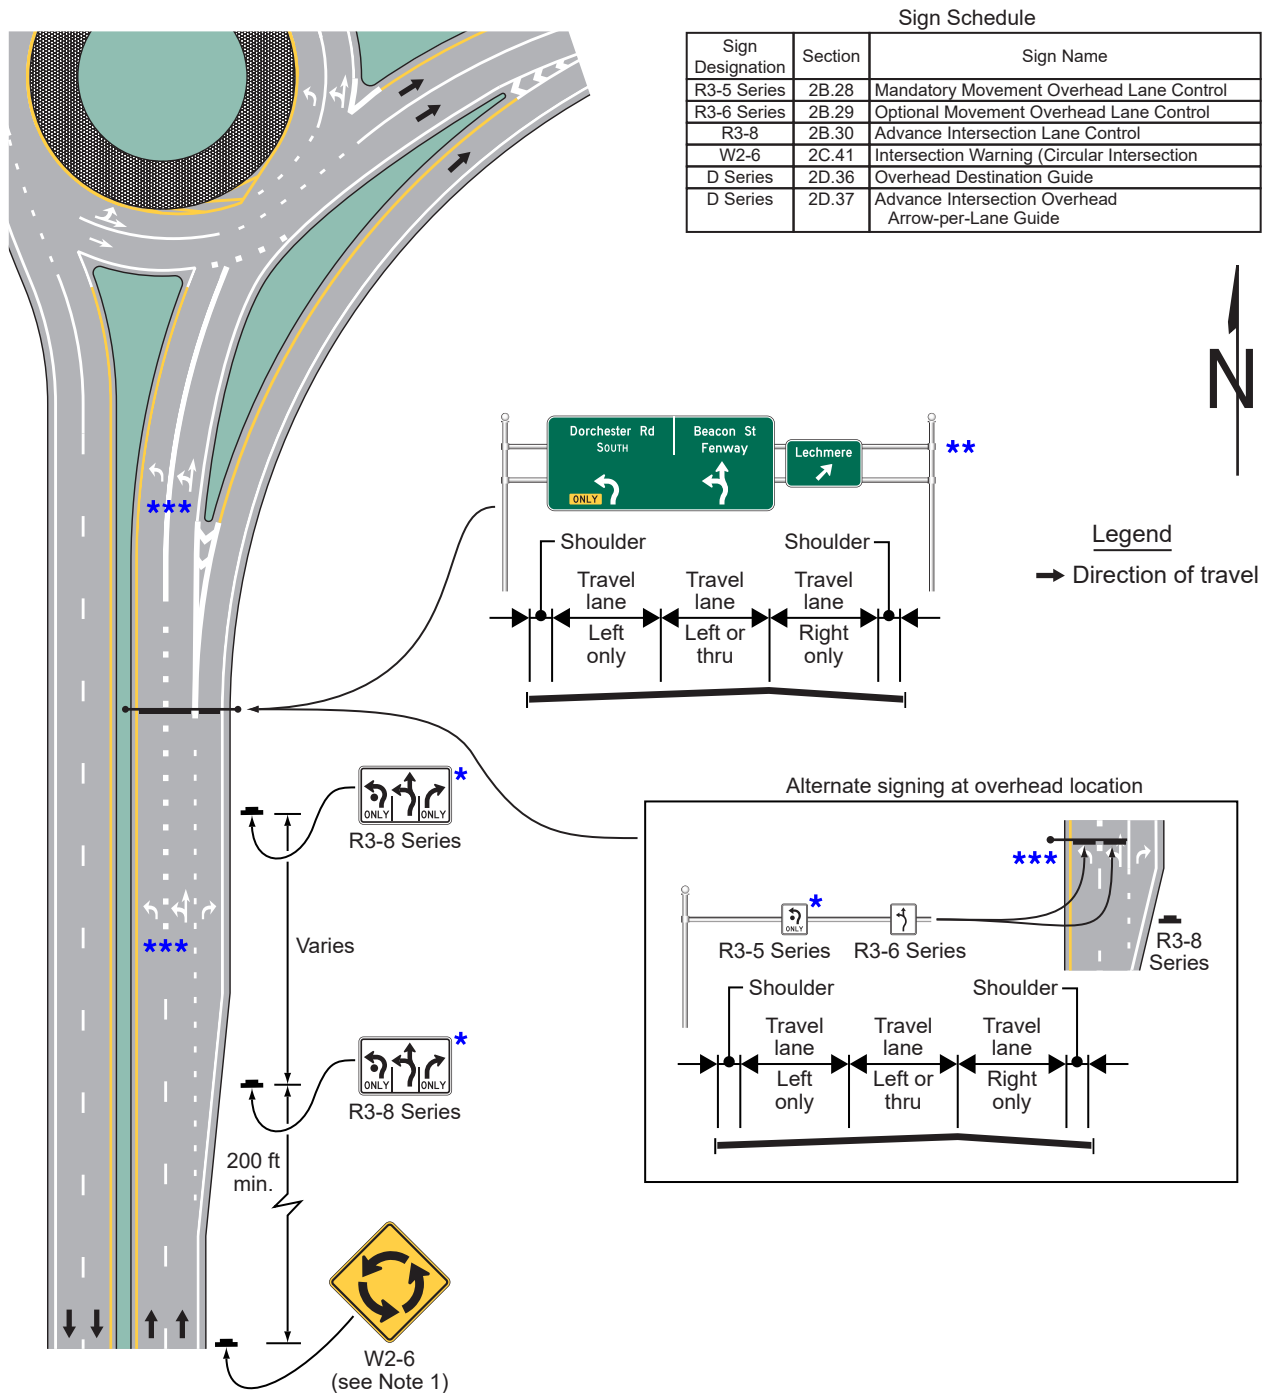 Sign Schedule
Sign Designation Section Sign Name
R3-5 Series 2B.28 Mandatory Movement Overhead Lane Control
R3-6 Series 2B.29 Optional Movement Overhead Lane Control
R3-8 2B.30 Advance Intersection Lane Control
W2-6 2C.41 Intersection Warning (Circular Intersection
D Series 2D.36 Overhead Destination Guide
D Series 2D.37 Advance Intersection Overhead
Arrow-per-Lane Guide
N
Dorchester Rd
SOUTH
ONLY
Beacon St
Fenway
Lechmere
**
Shoulder Shoulder
Travel lane Travel lane Travel lane
Left only Left or thru Right only
Legend
Direction of travel
***
ONLY ONLY
*
R3-8 Series
***
Varies
ONLY ONLY
*
R3-8 Series
200 ft
min.
W2-6
(see Note 1)
Alternate signing at overhead location
***
ONLY
*
R3-5 Series R3-6 Series
R3-8
Series
Shoulder Shoulder
Travel lane Travel lane Travel lane
Left only Left or thru Right only